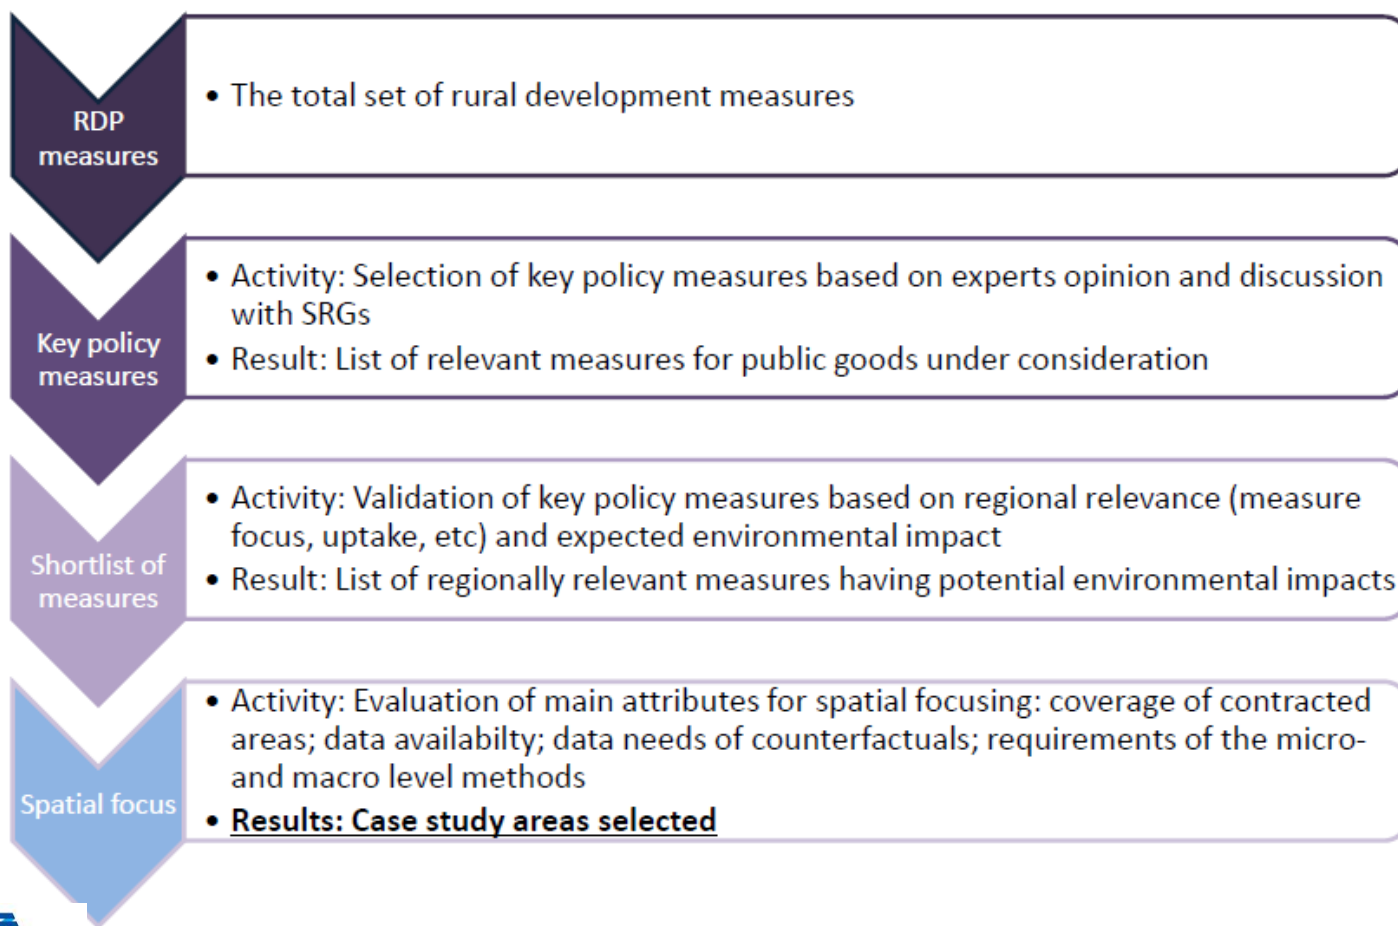 RDP
measures
• The total set of rural development measures
Key policy
measures
• Activity: Selection of key policy measures based on experts opinion and discussion
with SRGs
• Result: List of relevant measures for public goods under consideration
Shortlist of
measures
• Activity: Validation of key policy measures based on regional relevance (measure
focus, uptake, etc) and expected environmental impact
• Result: List of regionally relevant measures having potential environmental impacts
Spatial focus
• Activity: Evaluation of main attributes for spatial focusing: coverage of contracted
areas; data availabilty; data needs of counterfactuals; requirements of the micro-
and macro level methods
• Results: Case study areas selected